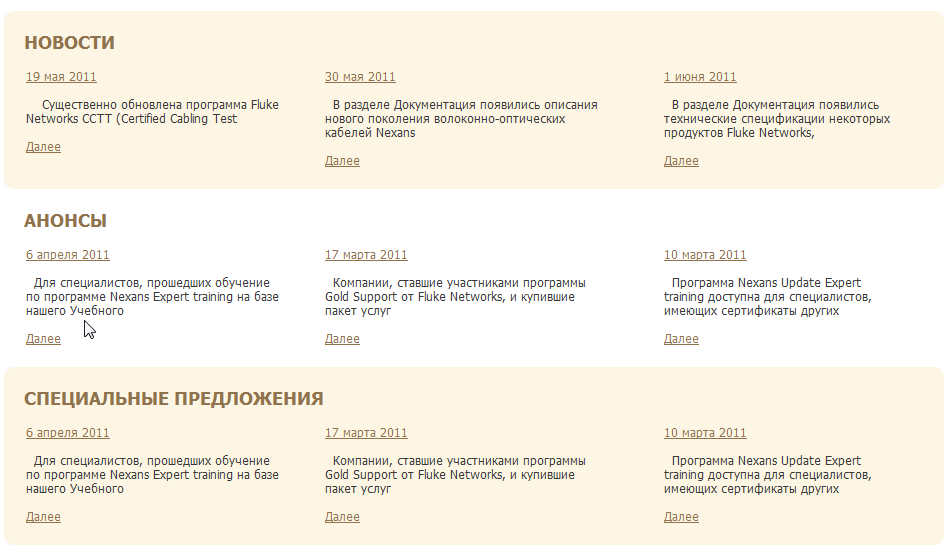 НОВОСТИ
19 мая 2011
Существенно обновлена программа Fluke
Networks CCTT (Certified Cabling Test
Далее
30 мая 2011
В разделе Документация появились описания
нового поколения волоконно-оптических
кабелей Nexans
Далее
1 июня 2011
В разделе Документация появились
технические спецификации некоторых
продуктов Fluke Networks,
Далее
АНОНСЫ
6 апреля 2011
Для специалистов, прошедших обучение
по программе Nexans Expert training на базе
нашего Учебного
Далее
17 марта 2011
Компании, ставшие участниками программы
Gold Support от Fluke Networks, и купившие
пакет услуг
Далее
10 марта 2011
Программа Nexans Update Expert
training доступна для специалистов,
имеющих сертификаты других
Далее
СПЕЦИАЛЬНЫЕ ПРЕДЛОЖЕНИЯ
6 апреля 2011
Для специалистов, прошедших обучение
по программе Nexans Expert training на базе
нашего Учебного
Далее
17 марта 2011
Компании, ставшие участниками программы
Gold Support от Fluke Networks, и купившие
пакет услуг
Далее
10 марта 2011
Программа Nexans Update Expert
training доступна для специалистов,
имеющих сертификаты других
Далее